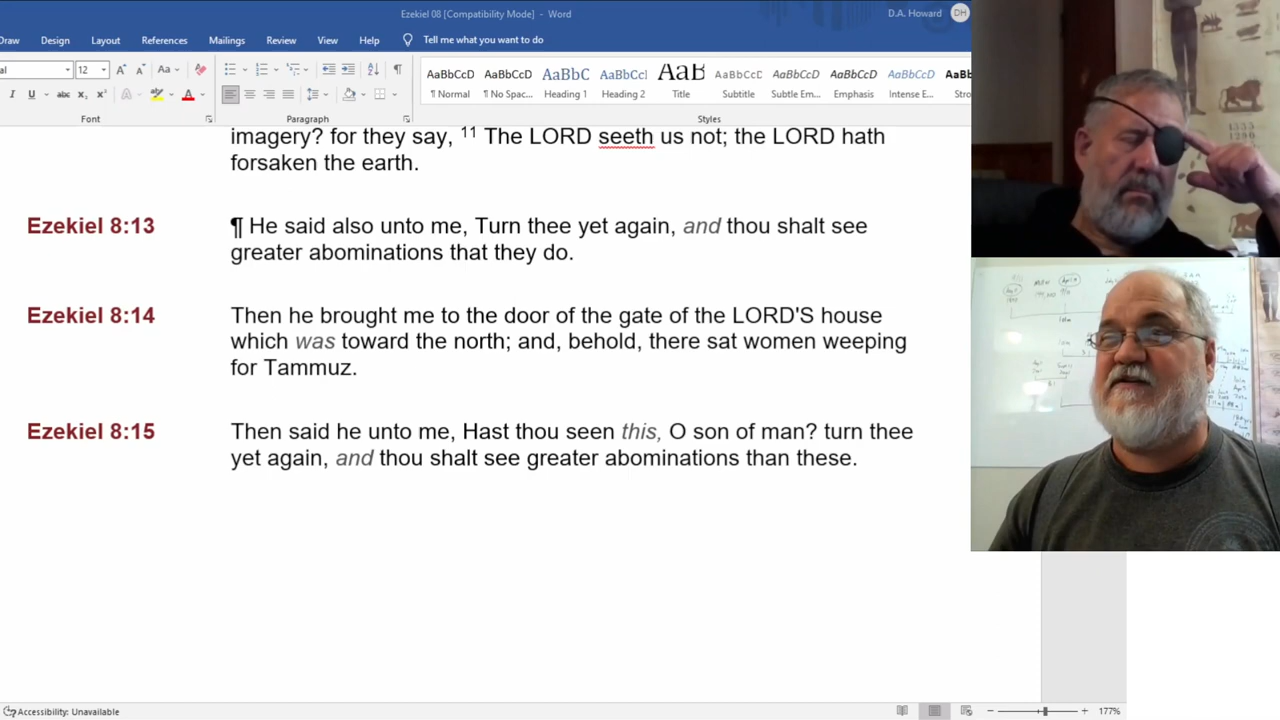 Ezekiel 08 [Compatibility Mode] - Word
D.A. Howard DH
Draw Design Layout References Mailings Review View Help Tell me what you want to do
12 Aa
AaBbCcD AaBbCcD AaBbC AaBbCcl AaB AaBbCcD AaBbCcD AaBbCcD AaBbCcD
¶ Normal ¶ No Spac... Heading 1 Heading 2 Title Subtitle Subtle Em... Emphasis Intense E...
Font Paragraph Styles
imagery? for they say, 11 The LORD seeth us not; the LORD hath
forsaken the earth.
Ezekiel 8:13 ¶ He said also unto me, Turn thee yet again, and thou shalt see
greater abominations that they do.
Ezekiel 8:14 Then he brought me to the door of the gate of the LORD'S house
which was toward the north; and, behold, there sat women weeping
for Tammuz.
Ezekiel 8:15 Then said he unto me, Hast thou seen this, O son of man? turn thee
yet again, and thou shalt see greater abominations than these.
1335
1290
Accessibility: Unavailable 177%